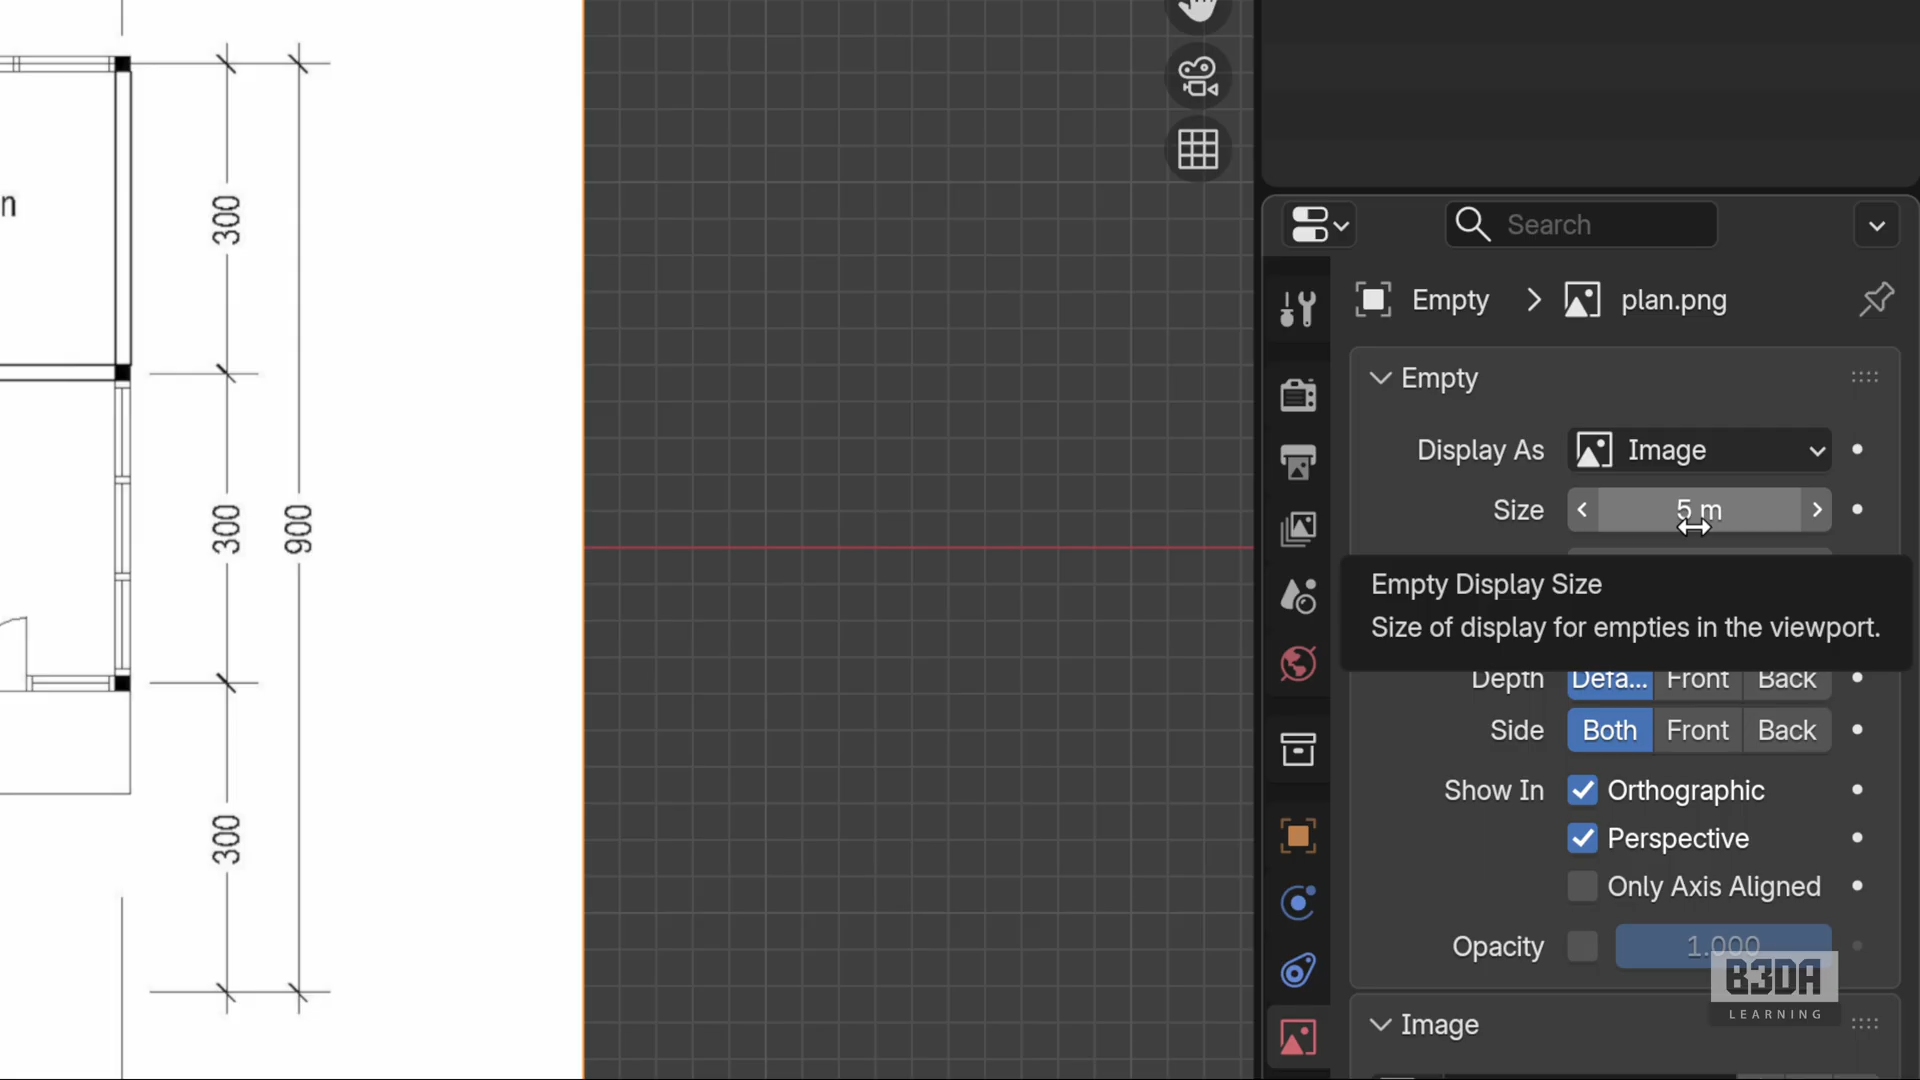 n
300
300
900
300
Search
Empty
plan.png
Empty
Display As
Image
Size
5 m
Empty Display Size
Size of display for empties in the viewport.
Depth
Defa...
Front
Back
Side
Both
Front
Back
Show In
Orthographic
Perspective
Only Axis Aligned
Opacity
1.000
B3DA
LEARNING
Image